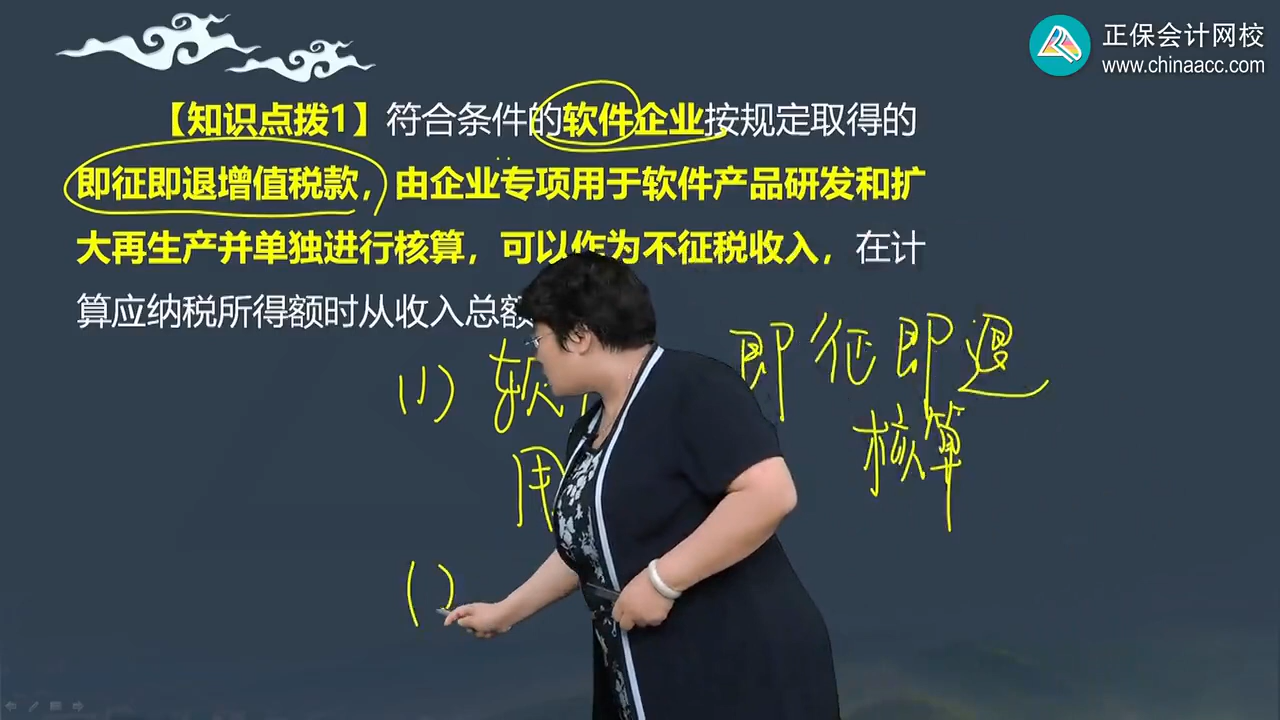 正保会计网校
www.chinaacc.com
【知识点拨1】符合条件的软件企业按规定取得的
即征即退增值税款，由企业专项用于软件产品研发和扩
大再生产并单独进行核算，可以作为不征税收入，在计
算应纳税所得额时从收入总额
(1) 软 即征即退
用 核算